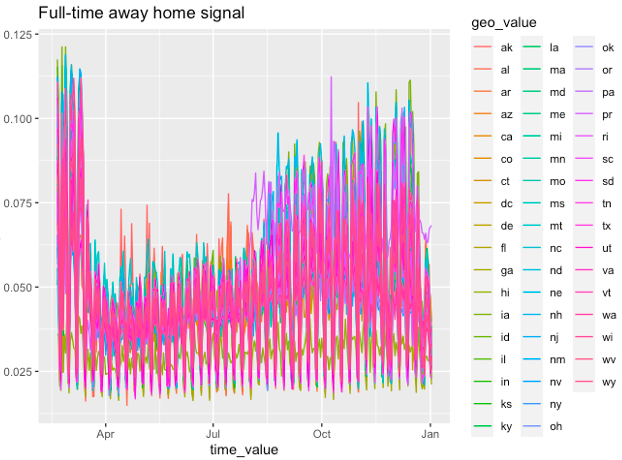 Full-time away home signal
0.125
0.100
0.075
0.050
0.025
Apr
Jul
Oct
Jan
time_value
geo_value
ak
al
ar
az
ca
co
ct
dc
de
fl
ga
hi
ia
id
il
in
ks
ky
la
ma
md
me
mi
mn
mo
ms
mt
nc
nd
ne
nh
nj
nm
nv
ny
oh
ok
or
pa
pr
ri
sc
sd
tn
tx
ut
va
vt
wa
wi
wv
wy